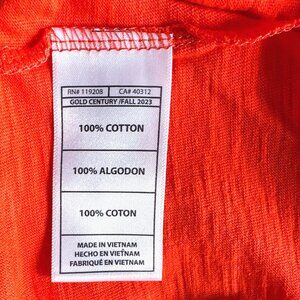 RN# 119208 CA# 40312
GOLD CENTURY /FALL 2023
100% COTTON
100% ALGODON
100% COTON
MADE IN VIETNAM
HECHO EN VIETNAM
FABRIQUÉ EN VIETNAM